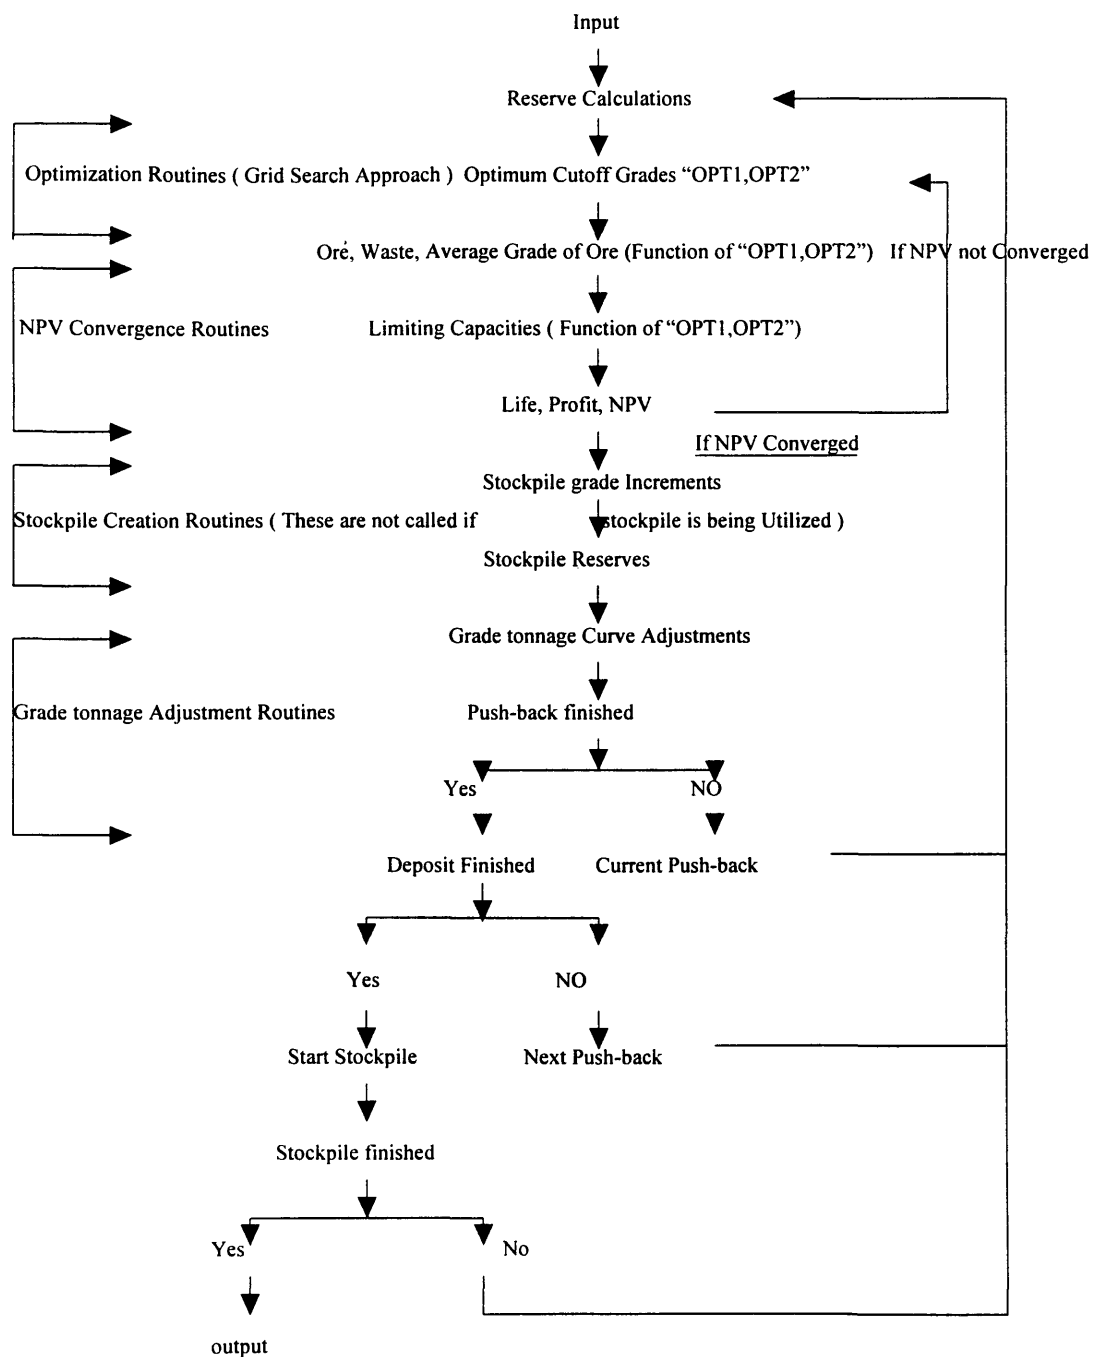 Input
Reserve Calculations
Optimization Routines ( Grid Search Approach ) Optimum Cutoff Grades “OPT1,OPT2”
Ore, Waste, Average Grade of Ore (Function of “OPT1,OPT2”) If NPV not Converged
NPV Convergence Routines Limiting Capacities ( Function of “OPT1,OPT2”)
Life, Profit, NPV
If NPV Converged
Stockpile grade Increments
Stockpile Creation Routines ( These are not called if stockpile is being Utilized )
Stockpile Reserves
Grade tonnage Curve Adjustments
Grade tonnage Adjustment Routines Push-back finished
Yes NO
Deposit Finished Current Push-back
Yes NO
Start Stockpile Next Push-back
Stockpile finished
Yes No
output